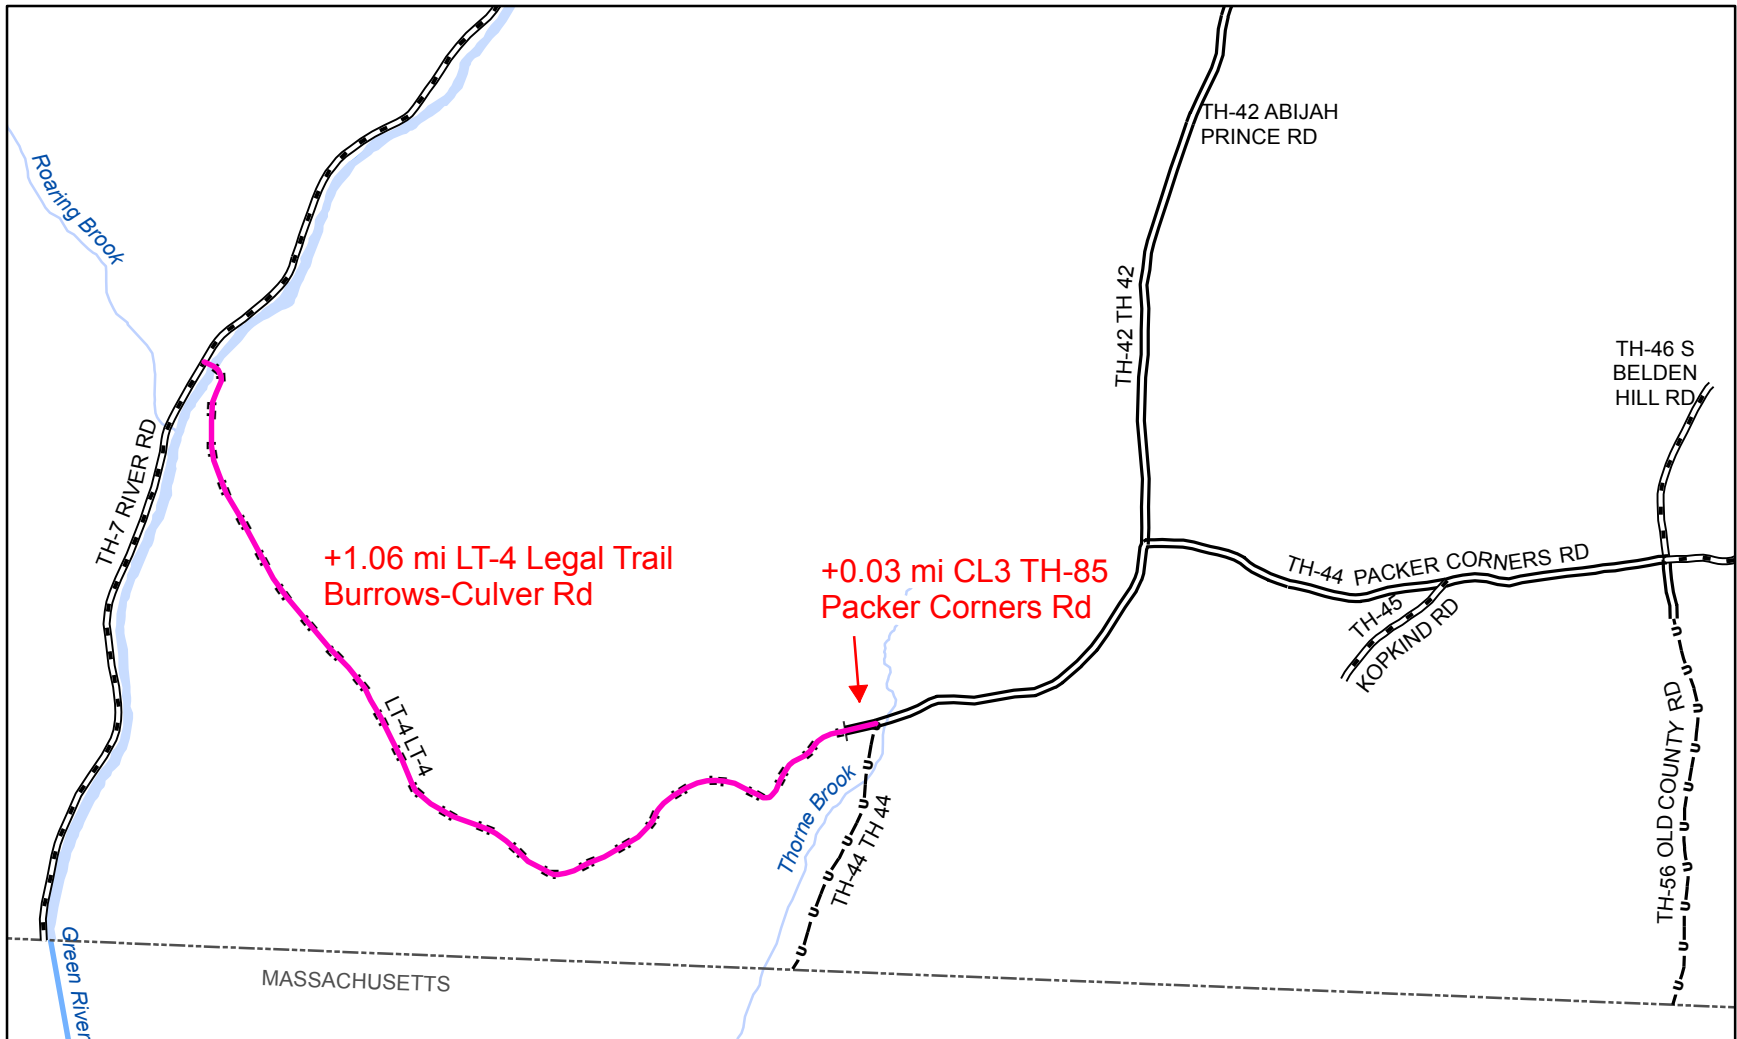 TH-42 ABIJAH
PRINCE RD
Roaring Brook
TH-42 TH 42
TH-46 S
BELDEN
HILL RD
TH-7 RIVER RD
+1.06 mi LT-4 Legal Trail
Burrows-Culver Rd
+0.03 mi CL3 TH-85
Packer Corners Rd
TH-44 PACKER CORNERS RD
TH-45
KOPKIND RD
LT-4 LT-4
Thorne Brook
TH-44 TH 44
TH-56 OLD COUNTY RD
Green River
MASSACHUSETTS